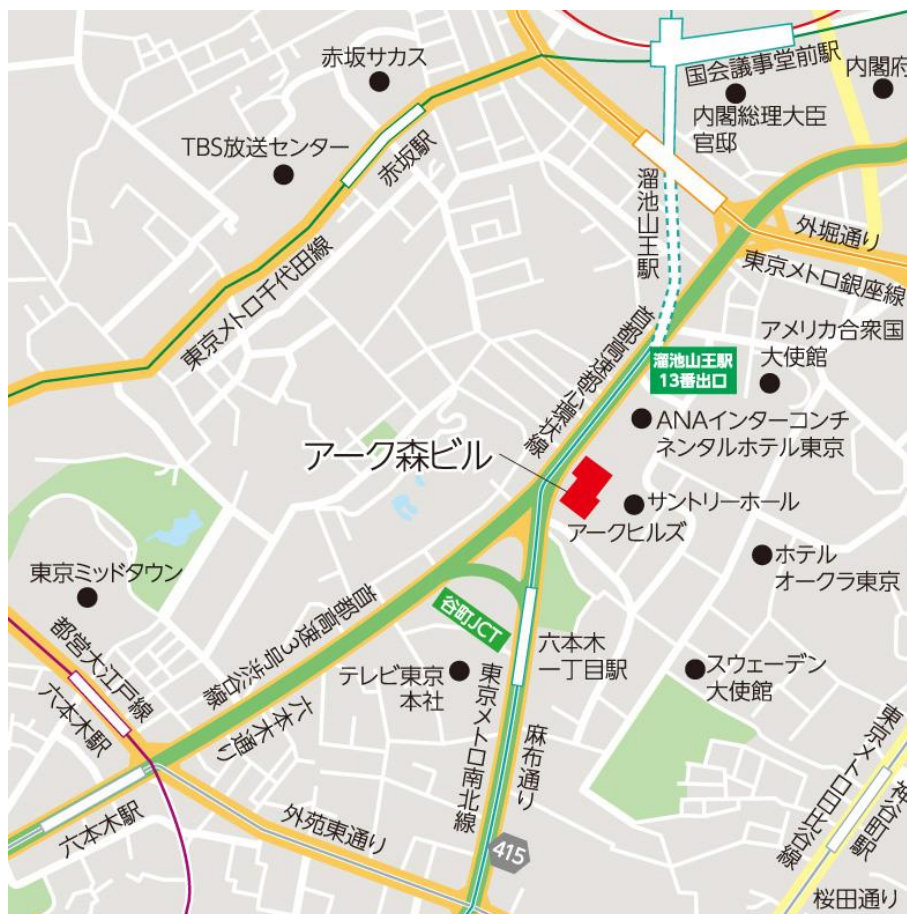 赤坂サカス
国会議事堂前駅
内閣府
内閣総理大臣
官邸
TBS放送センター
赤坂駅
溜池山王駅
外堀通り
東京メトロ銀座線
東京メトロ千代田線
首都高速都心環状線
溜池山王駅
13番出口
アメリカ合衆国
大使館
ANAインターコンチ
ネンタルホテル東京
アーク森ビル
サントリーホール
アークヒルズ
ホテル
オークラ東京
東京ミッドタウン
谷町JCT
首都高速3号渋谷線
六本木通り
都営大江戸線
六本木駅
テレビ東京
本社
六本木
一丁目駅
スウェーデン
大使館
東京メトロ南北線
麻布通り
東京メトロ日比谷線
神谷町駅
六本木駅
外苑東通り
415
桜田通り